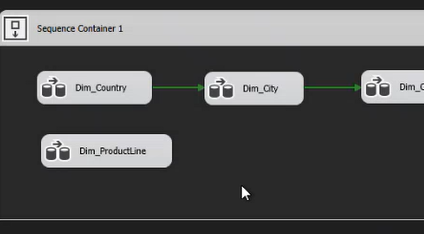 Sequence Container 1
Dim_Country
Dim_City
Dim_ProductLine